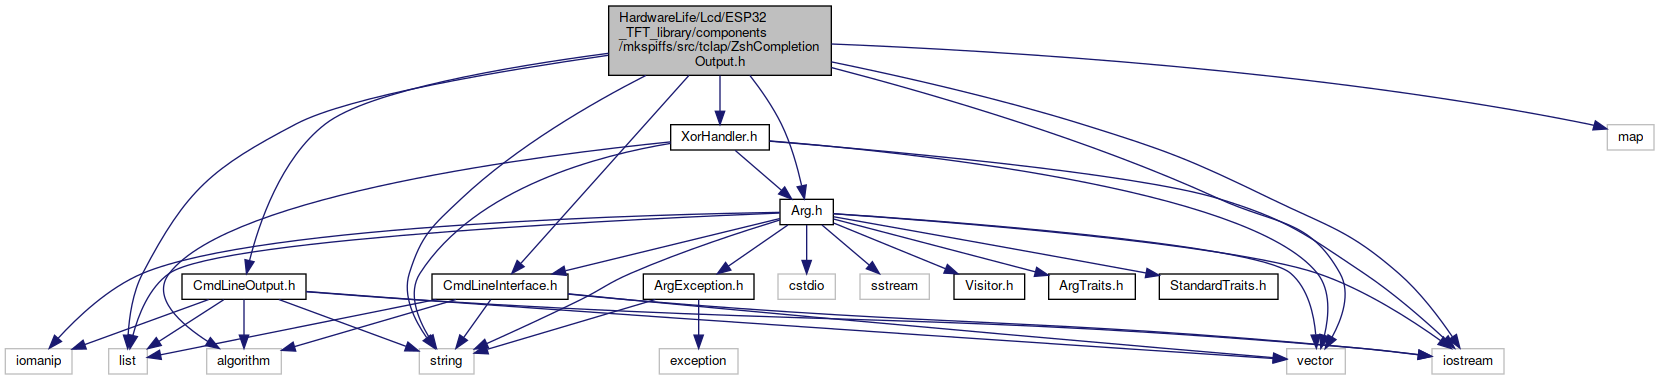 HardwareLife/Lcd/ESP32
_TFT_library/components
/mkspiffs/src/tclap/ZshCompletion
Output.h
XorHandler.h
map
Arg.h
CmdLineOutput.h
CmdLineInterface.h
ArgException.h
cstdio
sstream
Visitor.h
ArgTraits.h
StandardTraits.h
iomanip
list
algorithm
string
exception
vector
iostream